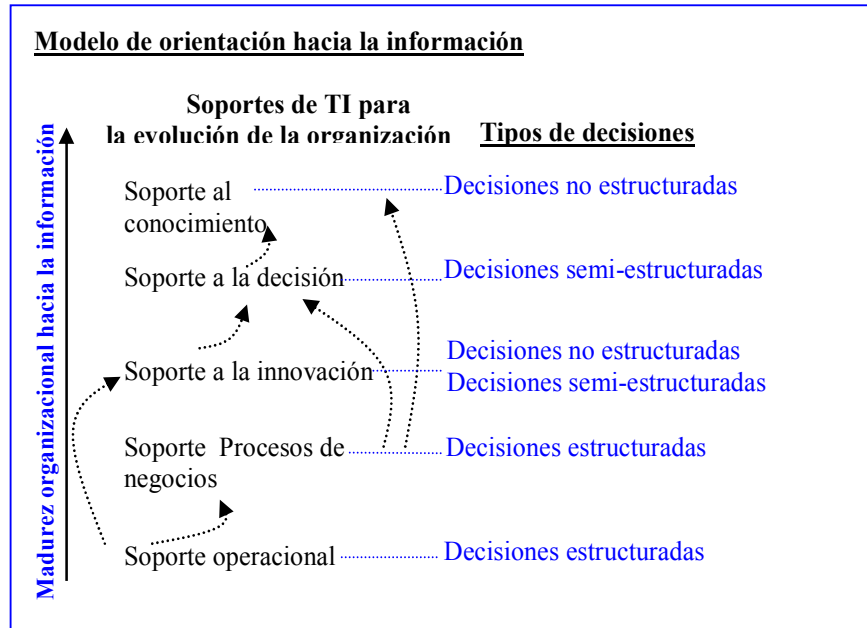 Modelo de orientación hacia la información
Soportes de TI para
la evolución de la organización
Tipos de decisiones
Madurez organizacional hacia la información
Soporte al
conocimiento
Decisiones no estructuradas
Soporte a la decisión
Decisiones semi-estructuradas
Soporte a la innovación
Decisiones no estructuradas
Decisiones semi-estructuradas
Soporte Procesos de
negocios
Decisiones estructuradas
Soporte operacional
Decisiones estructuradas